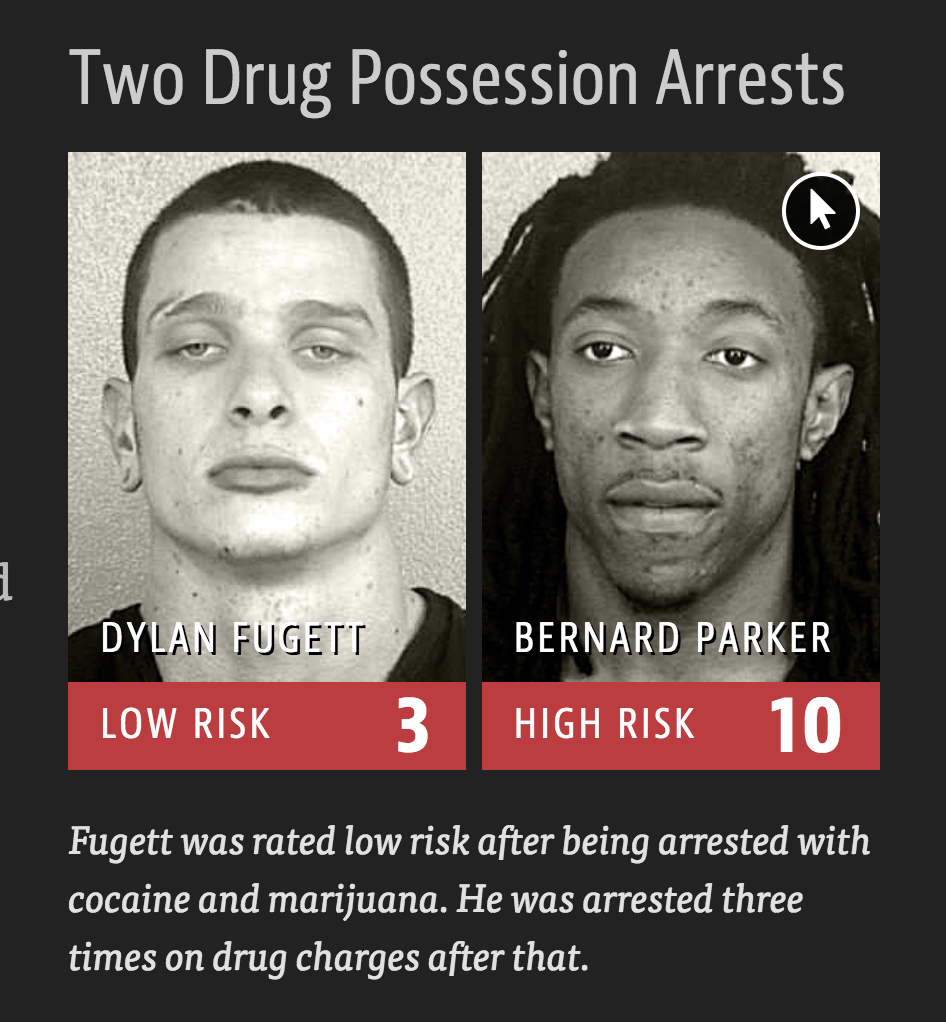 Two Drug Possession Arrests
d
DYLAN FUGETT
BERNARD PARKER
LOW RISK 3
HIGH RISK 10
Fugett was rated low risk after being arrested with
cocaine and marijuana. He was arrested three
times on drug charges after that.